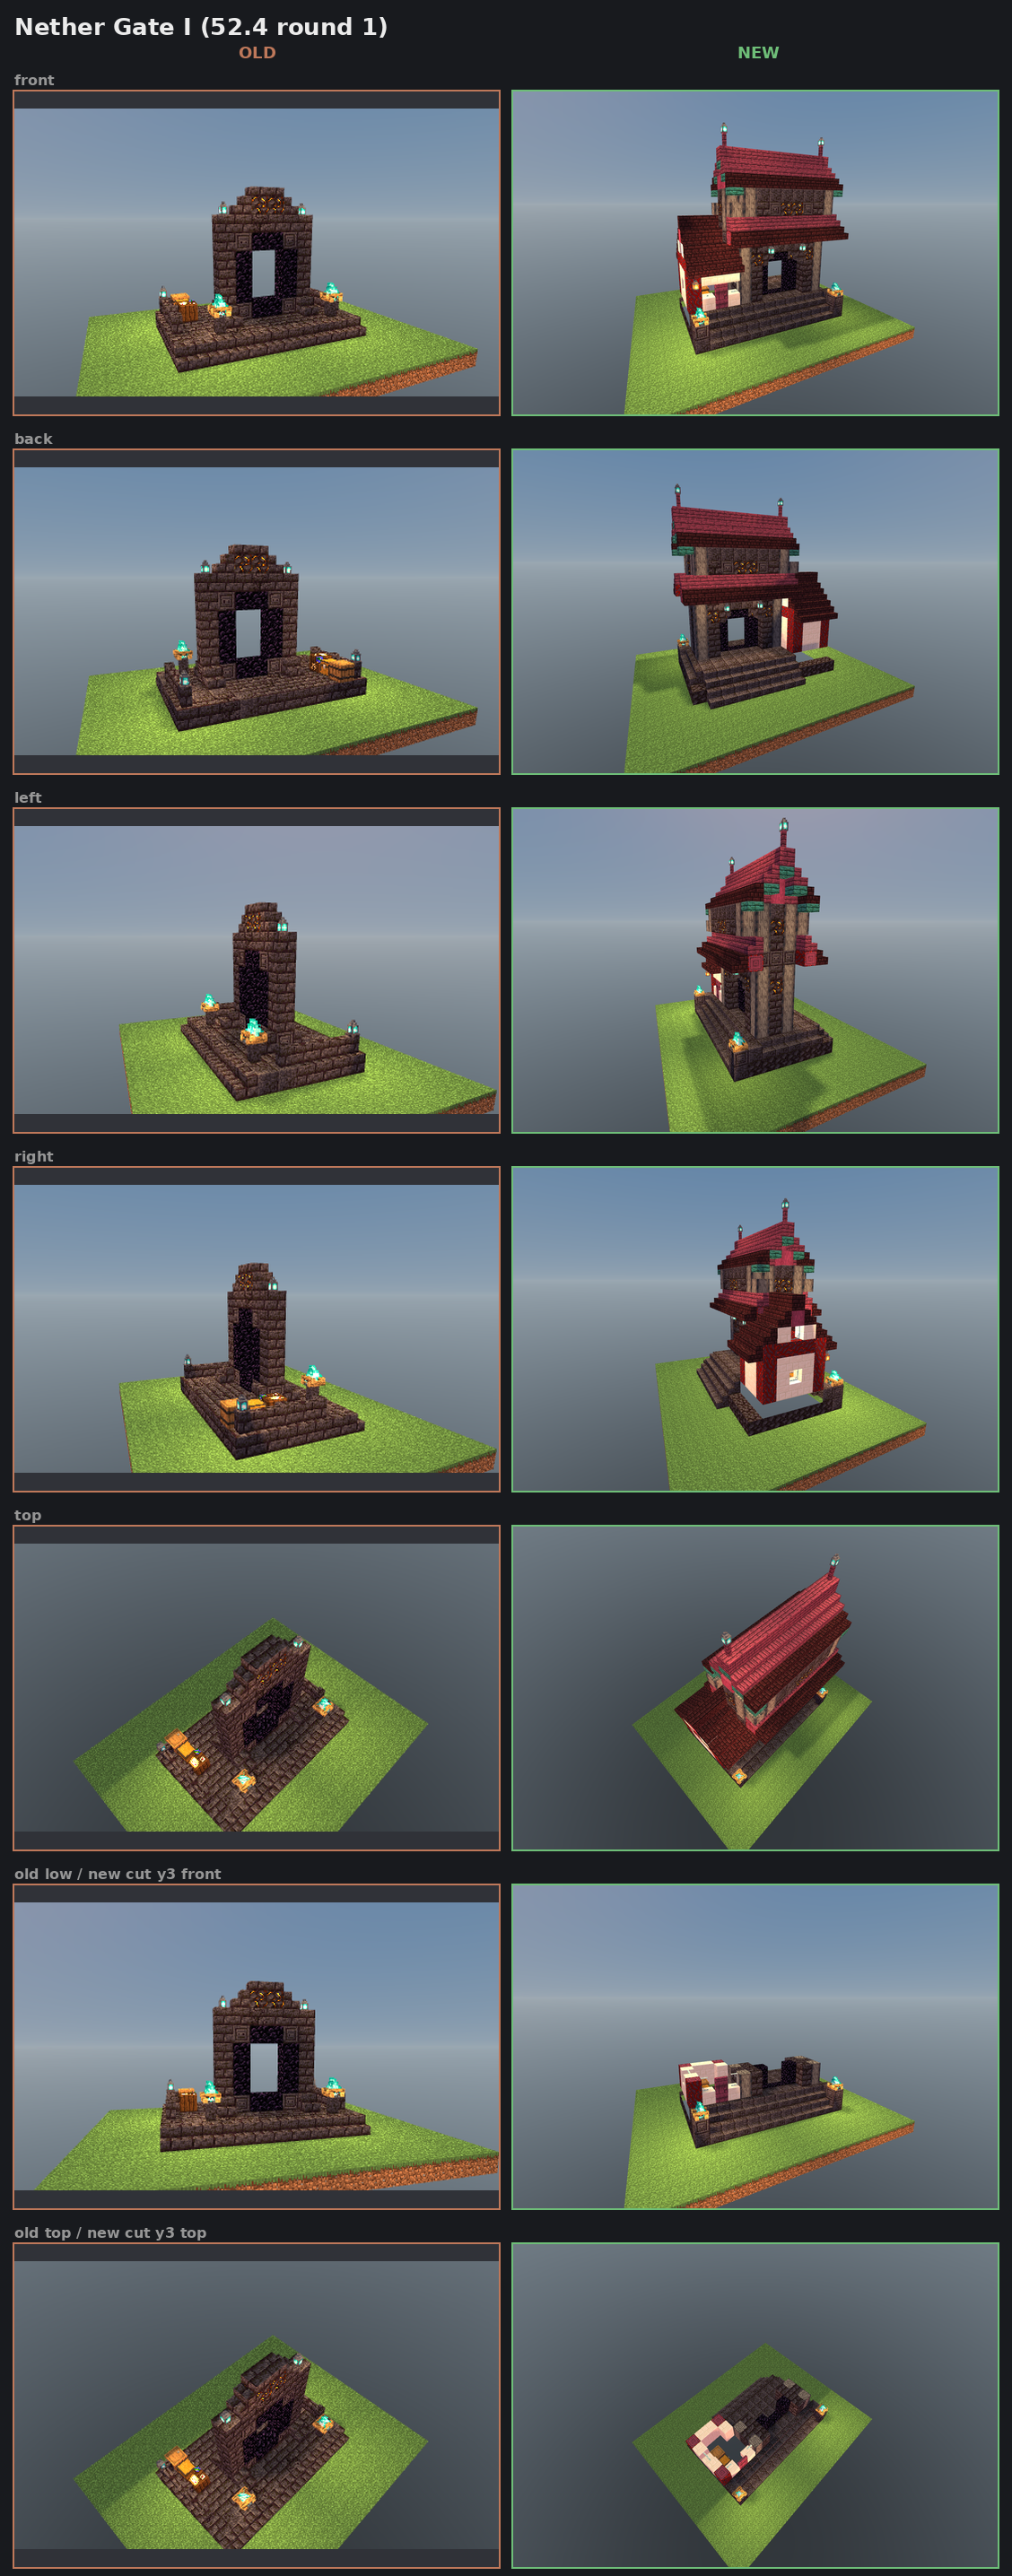 Nether Gate I (52.4 round 1)
OLD
NEW
front
back
left
right
top
old low / new cut y3 front
old top / new cut y3 top